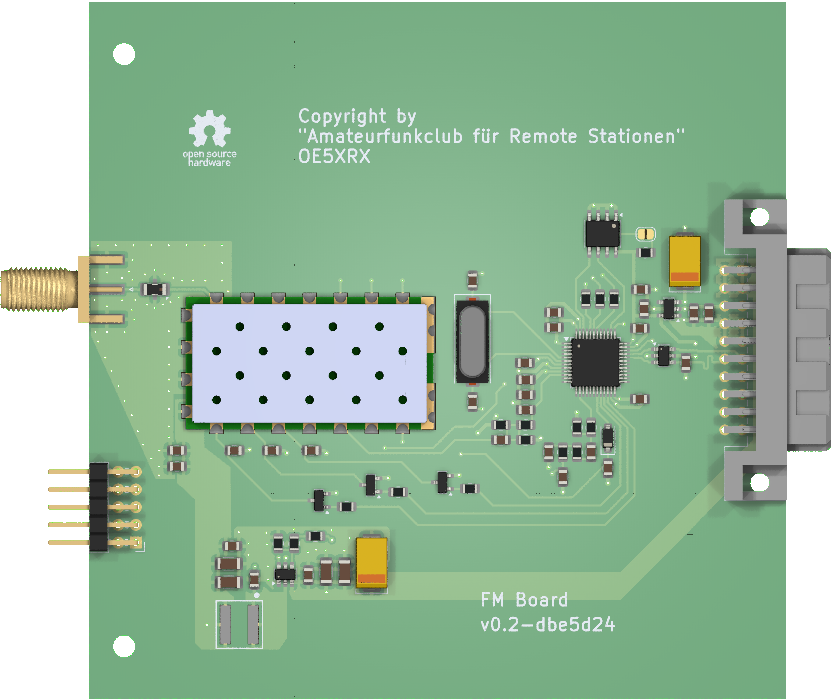 Copyright by
"Amateurfunkclub für Remote Stationen"
OE5XRX
open source
hardware
FM Board
v0.2-dbe5d24